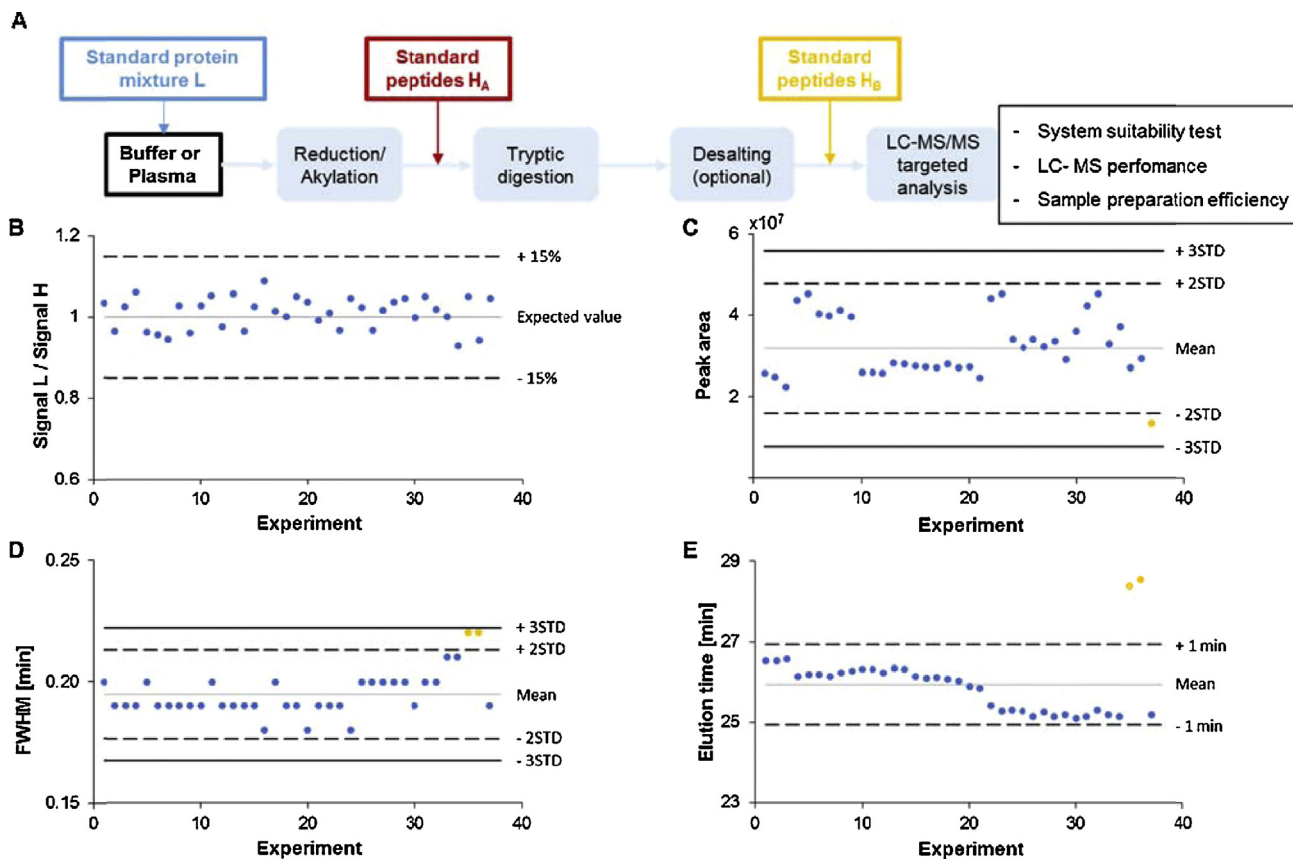 A
Standard protein
mixture L
Standard
peptides HA
Standard
peptides HB
Buffer or
Plasma
Reduction/
Akylation
Tryptic
digestion
Desalting
(optional)
LC-MS/MS
targeted
analysis
- System suitability test
- LC- MS perfomance
- Sample preparation efficiency
B
Signal L / Signal H
1.2
1
0.8
0.6
+ 15%
Expected value
- 15%
0
10
20
30
40
Experiment
C
x10⁷
Peak area
6
4
2
+ 3STD
+ 2STD
Mean
- 2STD
- 3STD
0
10
20
30
40
Experiment
D
FWHM [min]
0.25
0.20
0.15
+ 3STD
+ 2STD
Mean
- 2STD
- 3STD
0
10
20
30
40
Experiment
E
Elution time [min]
29
27
25
23
+ 1 min
Mean
- 1 min
0
10
20
30
40
Experiment